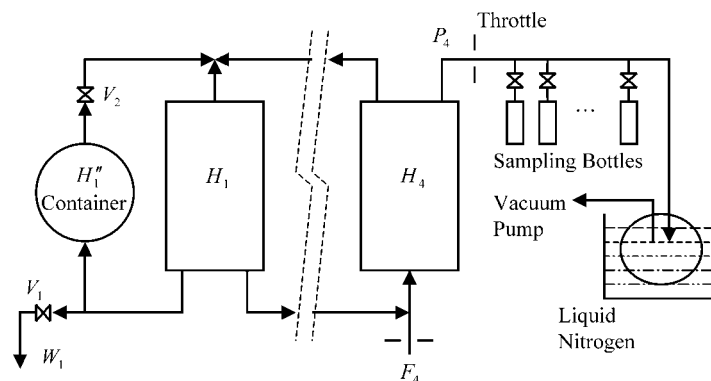 P₄
Throttle
V₂
H₁″
Container
H₁
H₄
...
Sampling Bottles
Vacuum
Pump
V₁
W₁
F₄
Liquid
Nitrogen